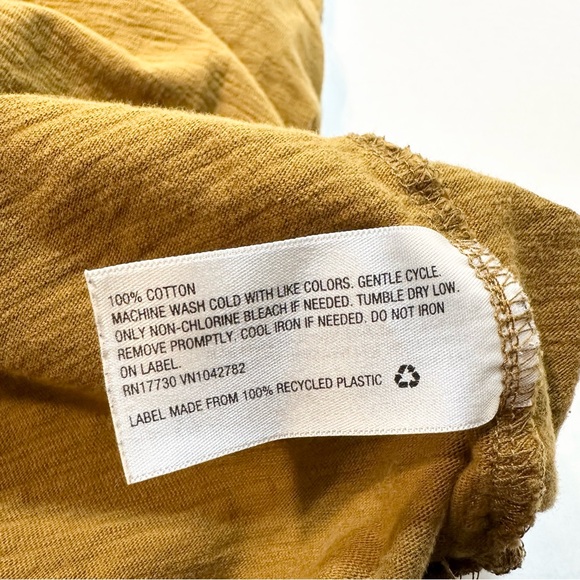 100% COTTON
MACHINE WASH COLD WITH LIKE COLORS. GENTLE CYCLE.
ONLY NON-CHLORINE BLEACH IF NEEDED. TUMBLE DRY LOW.
REMOVE PROMPTLY. COOL IRON IF NEEDED. DO NOT IRON
ON LABEL.
RN17730 VN1042782
LABEL MADE FROM 100% RECYCLED PLASTIC